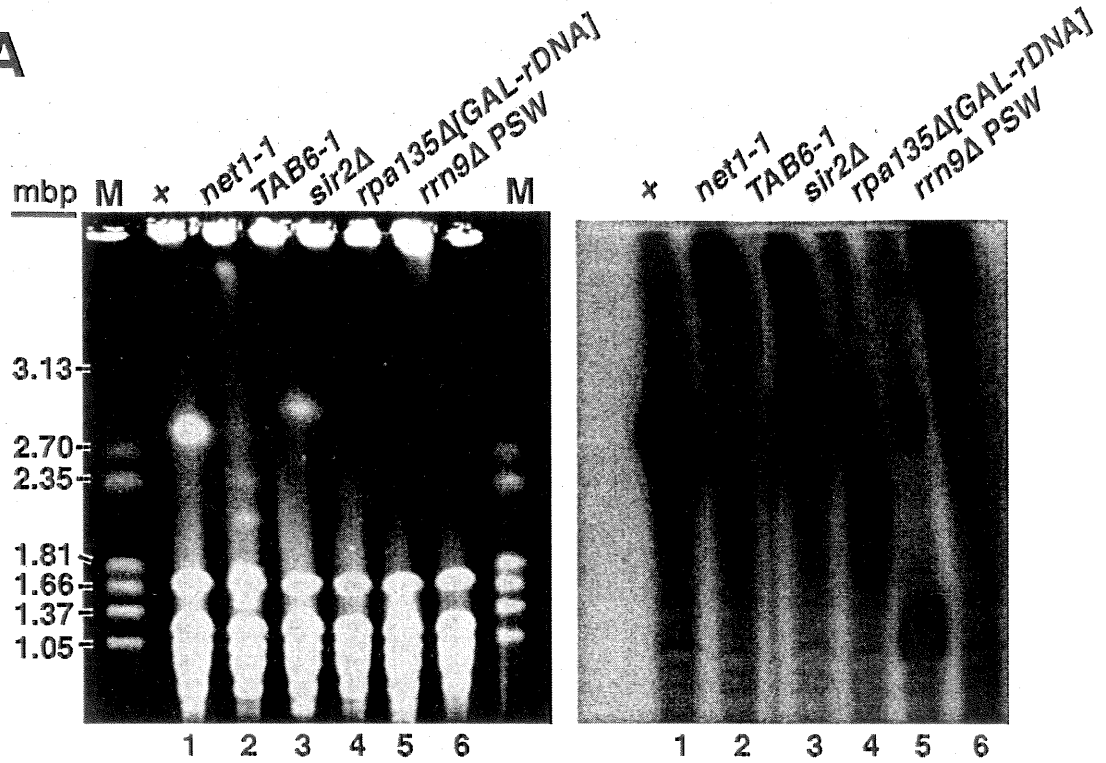 A
mbp M + net1-1 TAB6-1 sir2Δ rpa135Δ[GAL-rDNA] rrn9Δ PSW M
3.13
2.70
2.35
1.81
1.66
1.37
1.05
1 2 3 4 5 6
+ net1-1 TAB6-1 sir2Δ rpa135Δ[GAL-rDNA] rrn9Δ PSW
1 2 3 4 5 6